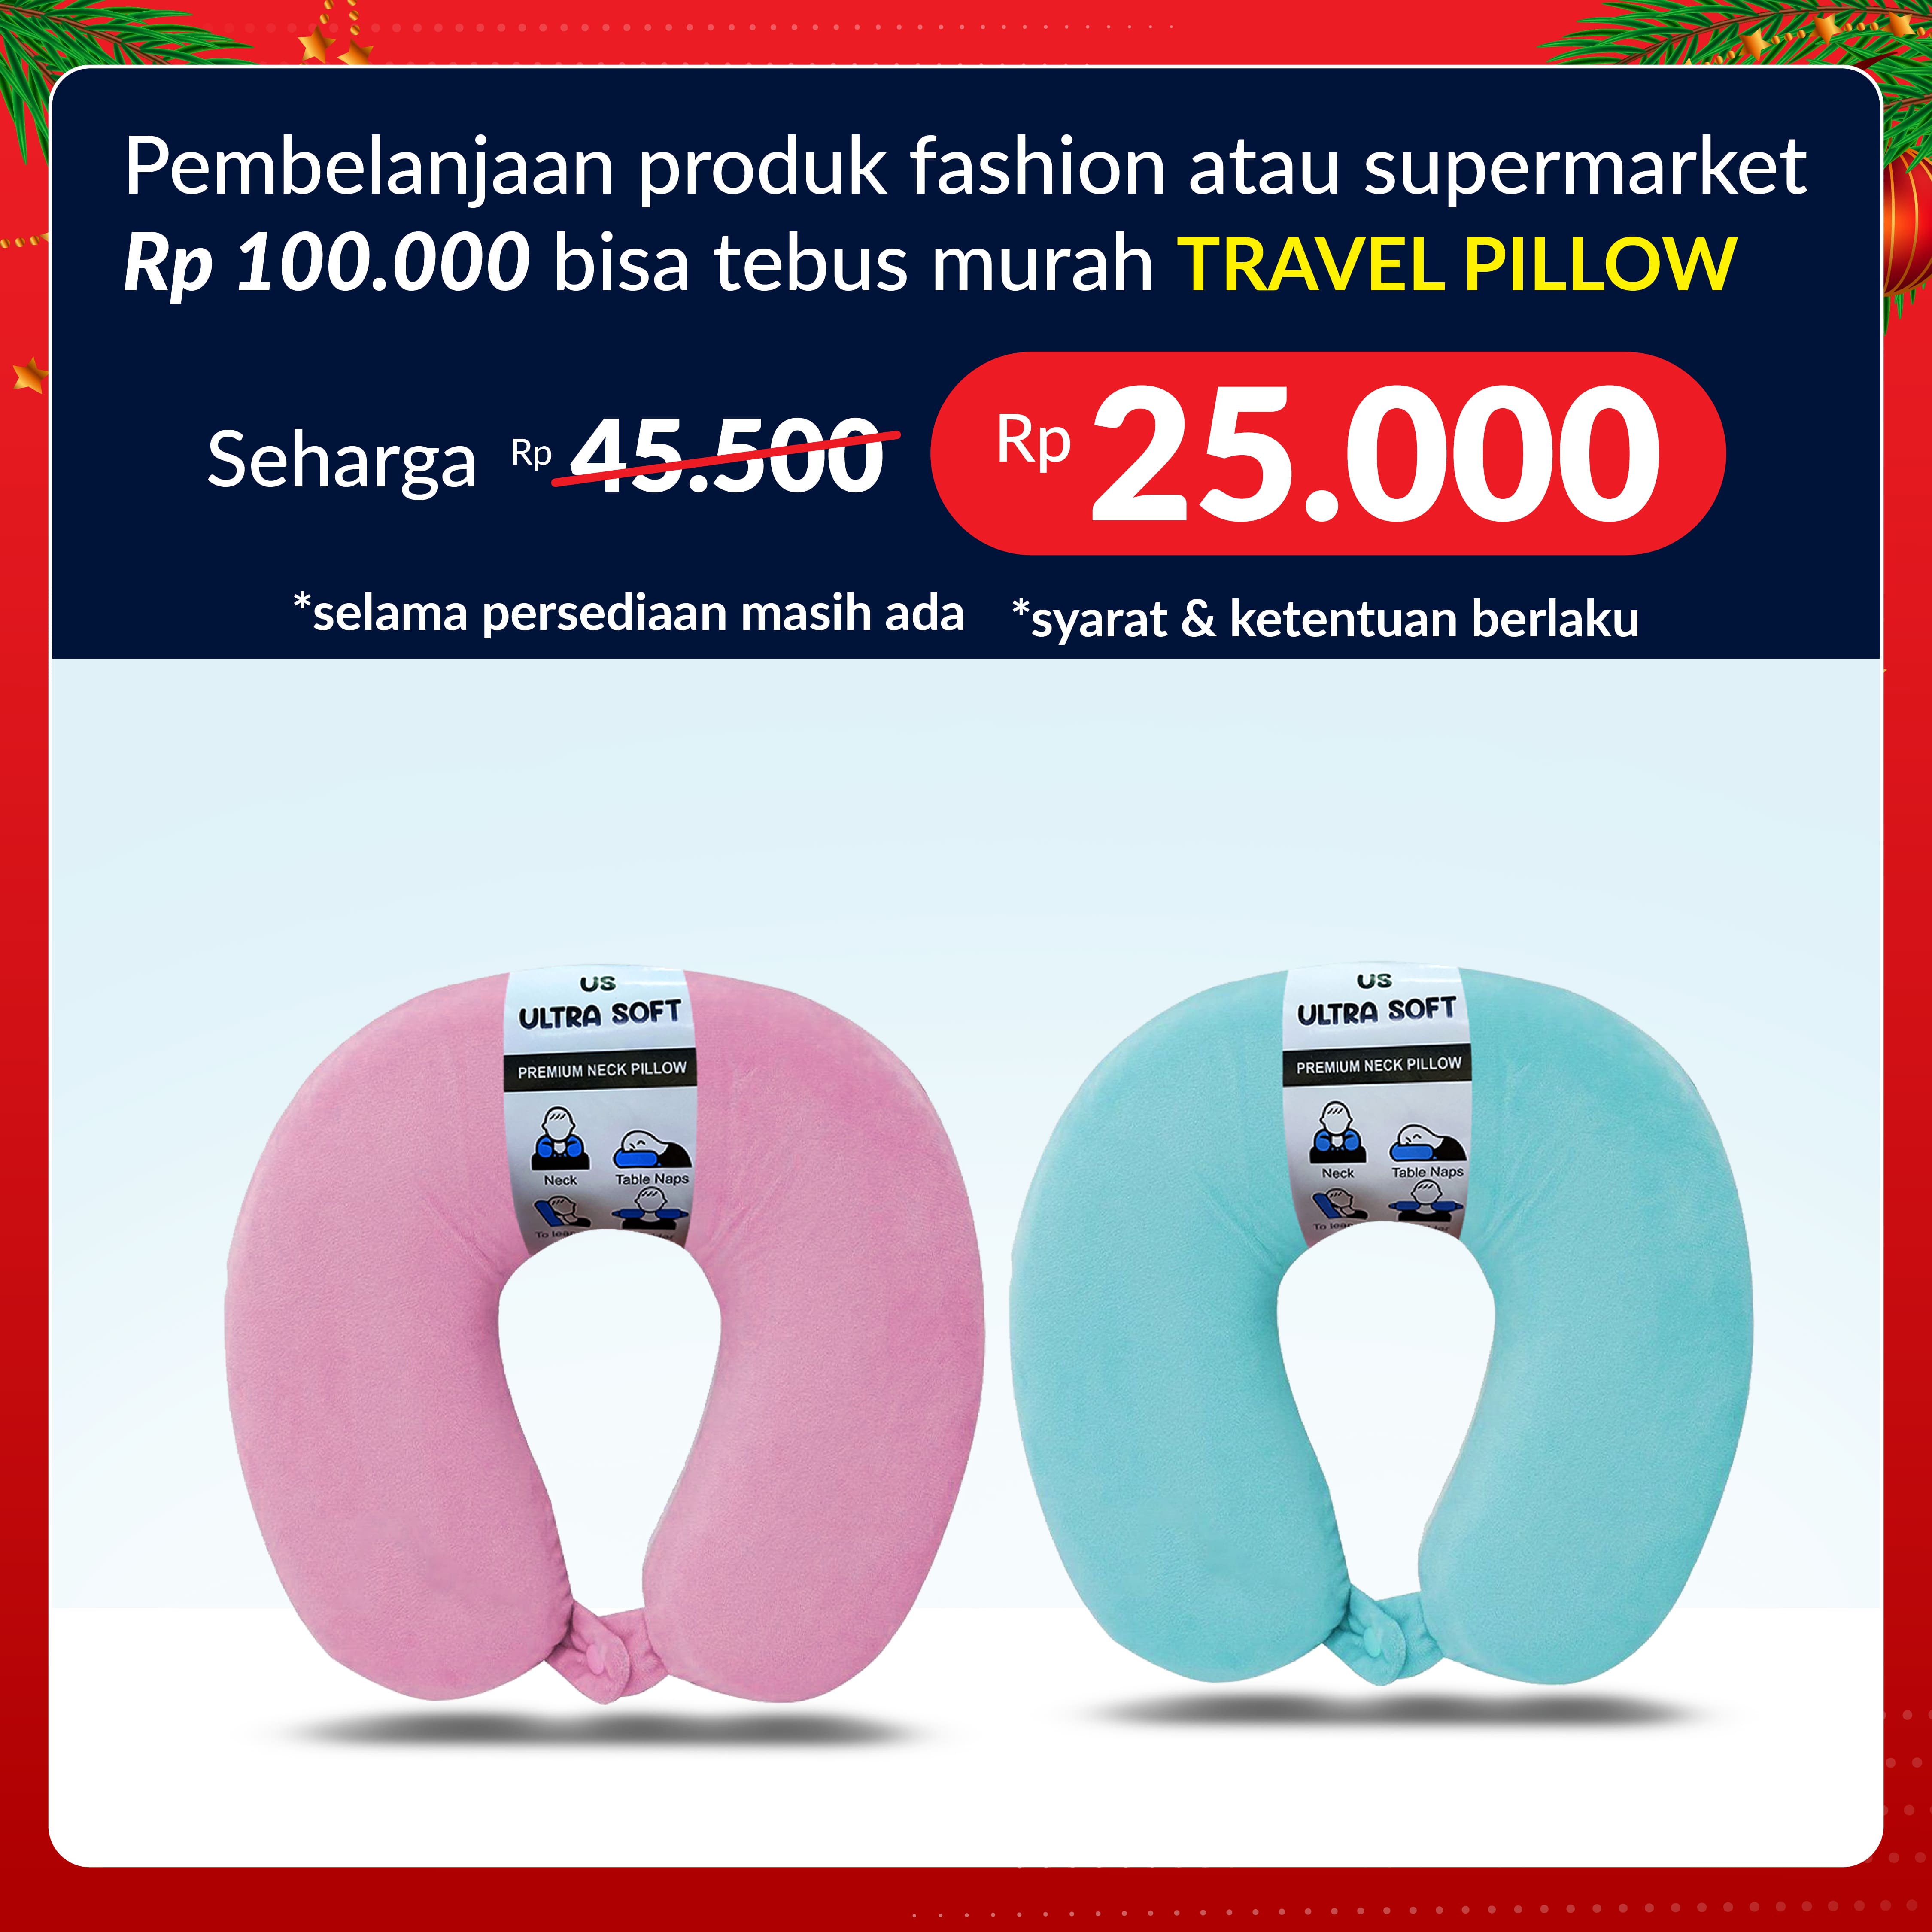 Pembelanjaan produk fashion atau supermarket
Rp 100.000 bisa tebus murah TRAVEL PILLOW
Seharga Rp 45.500 Rp 25.000
*selama persediaan masih ada *syarat & ketentuan berlaku
US
ULTRA SOFT
PREMIUM NECK PILLOW
Neck Table Naps
To
US
ULTRA SOFT
PREMIUM NECK PILLOW
Neck Table Naps
To